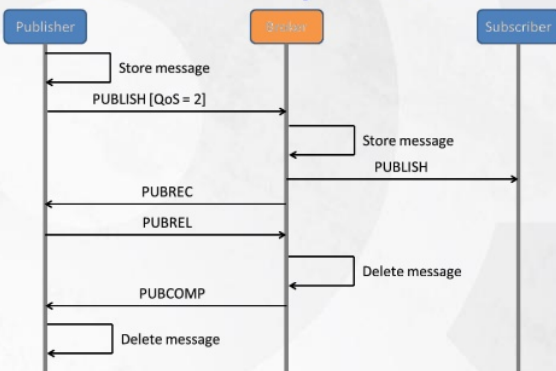 Publisher
Broker
Subscriber
Store message
PUBLISH [QoS = 2]
Store message
PUBLISH
PUBREC
PUBREL
Delete message
PUBCOMP
Delete message